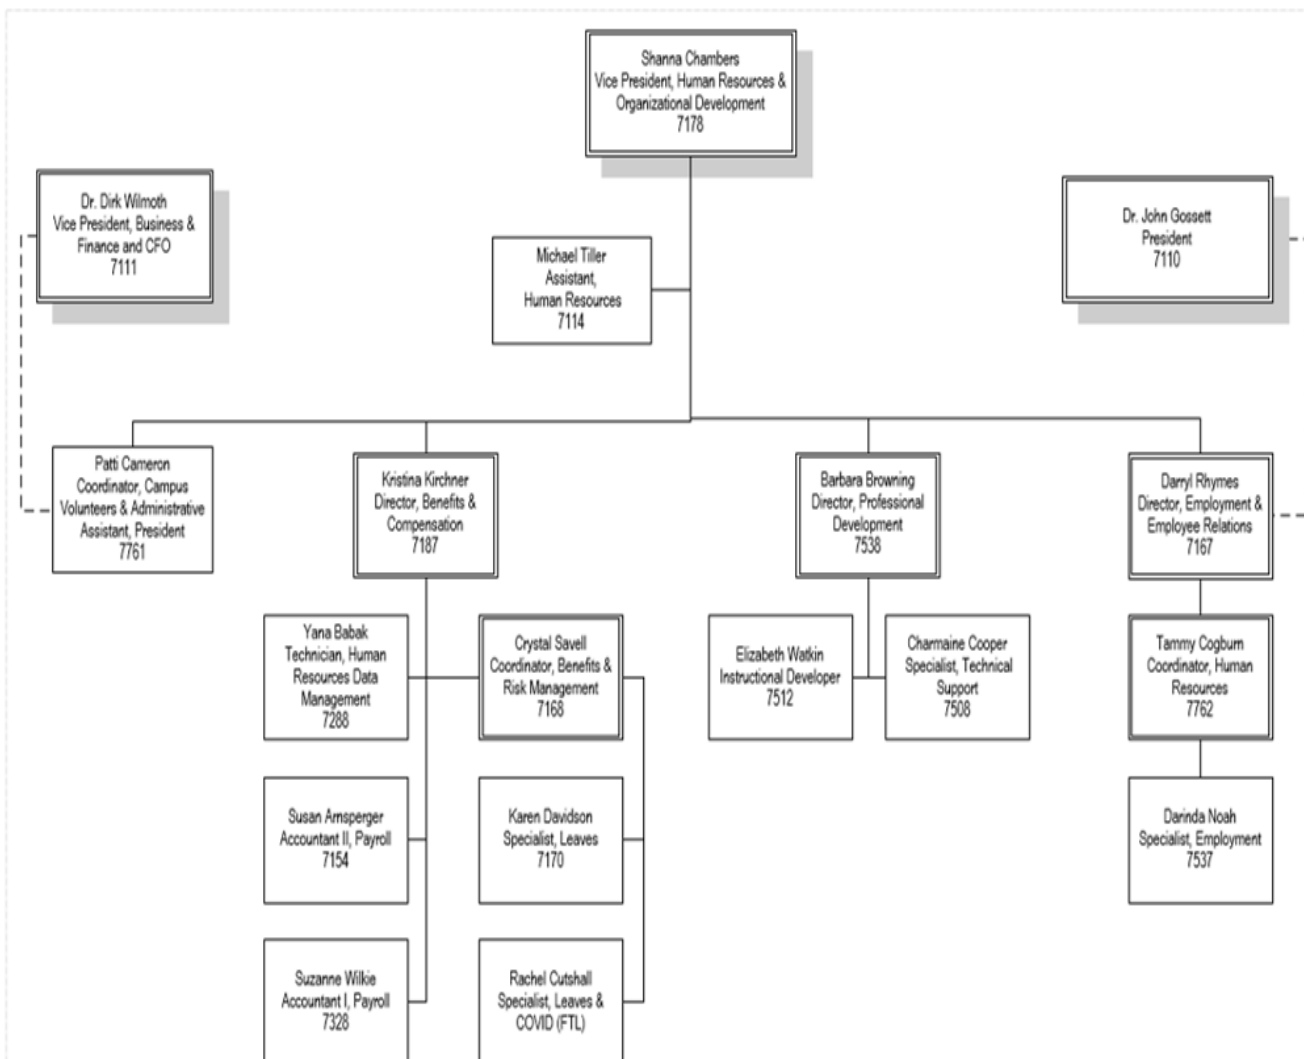 Shanna Chambers
Vice President, Human Resources &
Organizational Development
7178
Dr. Dirk Wilmoth
Vice President, Business &
Finance and CFO
7111
Dr. John Gossett
President
7110
Michael Tiller
Assistant,
Human Resources
7114
Patti Cameron
Coordinator, Campus
Volunteers & Administrative
Assistant, President
7761
Kristina Kirchner
Director, Benefits &
Compensation
7187
Barbara Browning
Director, Professional
Development
7538
Darryl Rhymes
Director, Employment &
Employee Relations
7167
Yana Babak
Technician, Human
Resources Data
Management
7288
Crystal Savell
Coordinator, Benefits &
Risk Management
7168
Elizabeth Watkin
Instructional Developer
7512
Charmaine Cooper
Specialist, Technical
Support
7508
Tammy Cogburn
Coordinator, Human
Resources
7762
Susan Arnsperger
Accountant II, Payroll
7154
Karen Davidson
Specialist, Leaves
7170
Darinda Noah
Specialist, Employment
7537
Suzanne Wilkie
Accountant I, Payroll
7328
Rachel Cutshall
Specialist, Leaves &
COVID (FTL)